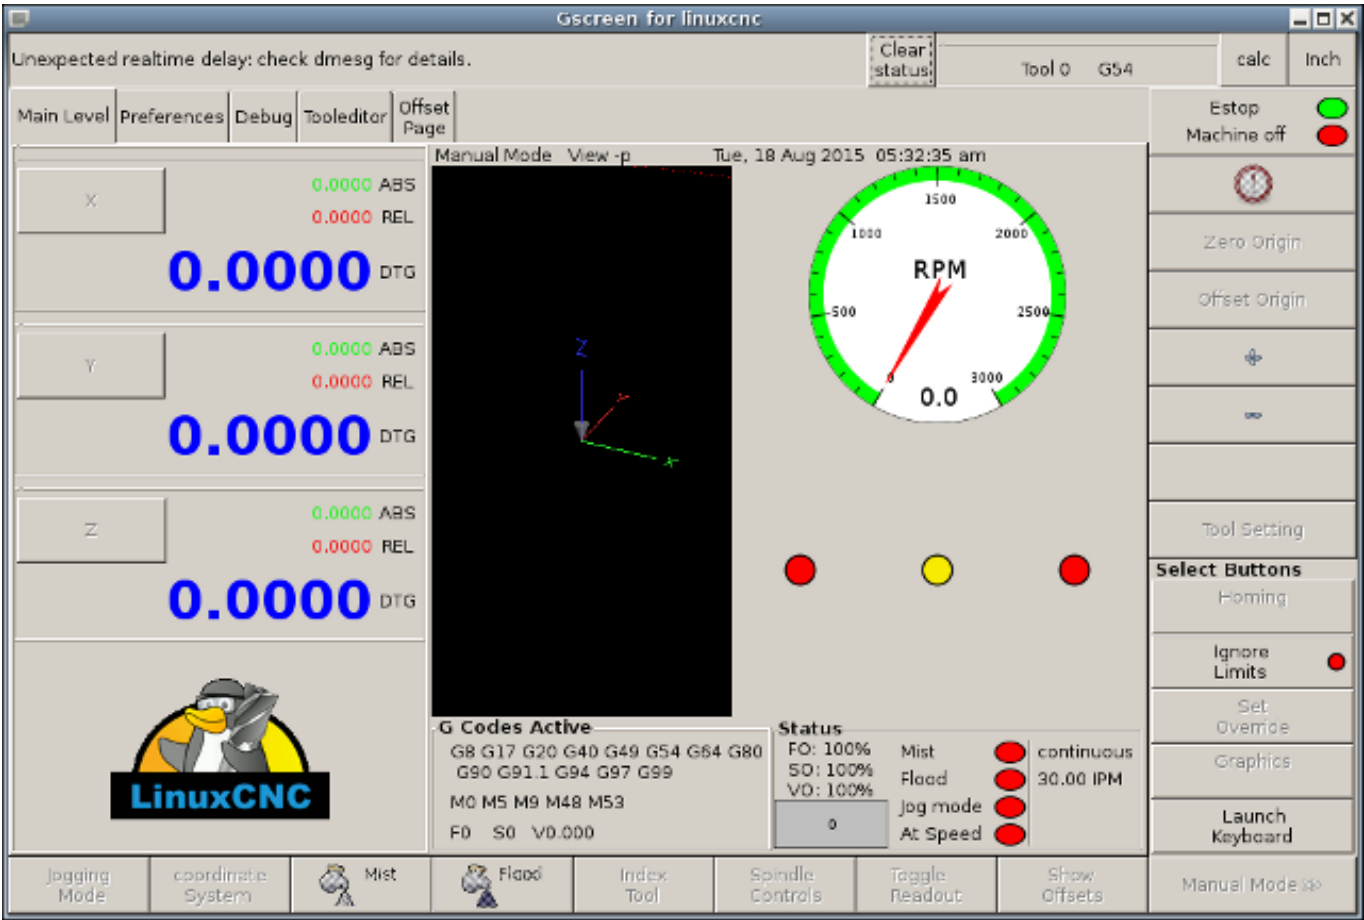 Gscreen for linuxcnc
Unexpected realtime delay: check dmesg for details.
Clear
status
Tool 0 G54
calc
Inch
Main Level
Preferences
Debug
Tooleditor
Offset
Page
Estop
Machine off
Manual Mode View -p Tue, 18 Aug 2015 05:32:35 am
X
0.0000 ABS
0.0000 REL
0.0000 DTG
Y
0.0000 ABS
0.0000 REL
0.0000 DTG
Z
0.0000 ABS
0.0000 REL
0.0000 DTG
LinuxCNC
Z
Y
X
1500
1000
2000
RPM
500
2500
0
3000
0.0
G Codes Active
G8 G17 G20 G40 G49 G54 G64 G80
G90 G91.1 G94 G97 G99
M0 M5 M9 M48 M53
F0 S0 V0.000
Status
FO: 100%
SO: 100%
VO: 100%
0
Mist
Flood
Jog mode
At Speed
continuous
30.00 IPM
Zero Origin
Offset Origin
Tool Setting
Select Buttons
Homing
Ignore
Limits
Set
Override
Graphics
Launch
Keyboard
Jogging
Mode
coordinate
System
Mist
Flood
Index
Tool
Spindle
Controls
Toggle
Readout
Show
Offsets
Manual Mode >>